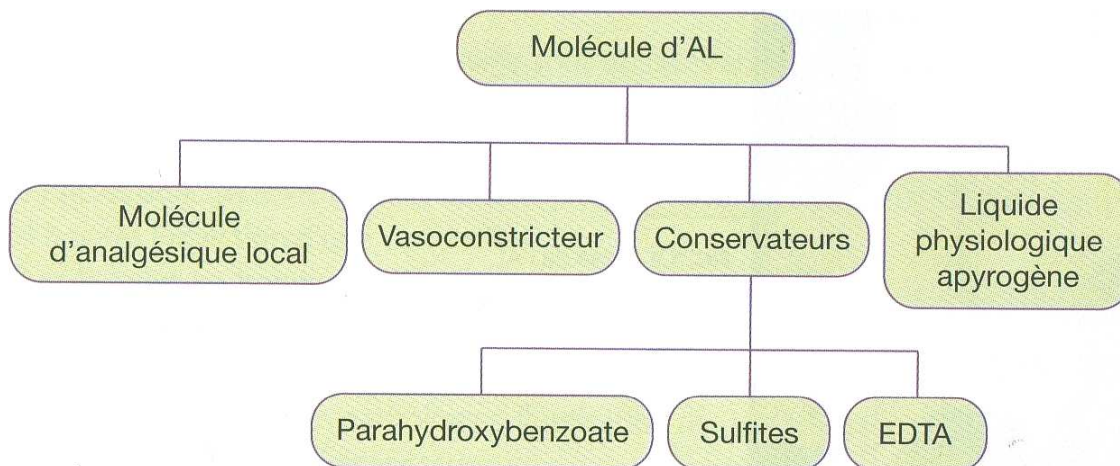 Molécule d'AL
Molécule
d'analgésique local
Vasoconstricteur
Conservateurs
Liquide
physiologique
apyrogène
Parahydroxybenzoate
Sulfites
EDTA